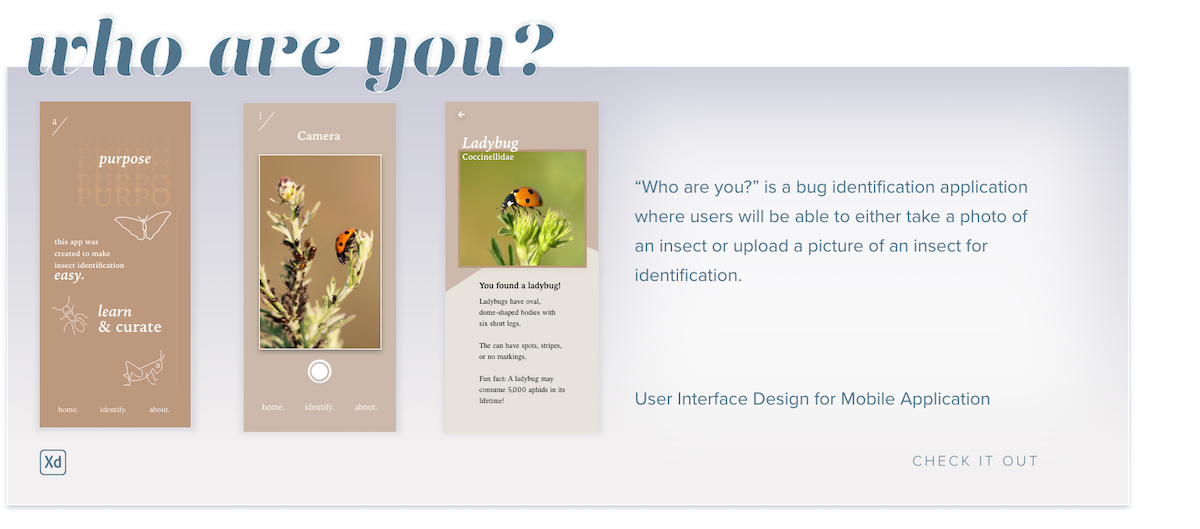 who are you?
a
PURPO
purpose
PURPO
this app was
created to make
insect identification
easy.
learn
& curate
home. identify. about.
i
Camera
home. identify. about.
Ladybug
Coccinellidae
You found a ladybug!
Ladybugs have oval,
dome-shaped bodies with
six short legs.
The can have spots, stripes,
or no markings.
Fun fact: A ladybug may
consume 5,000 aphids in its
lifetime!
“Who are you?” is a bug identification application
where users will be able to either take a photo of
an insect or upload a picture of an insect for
identification.
User Interface Design for Mobile Application
Xd
CHECK IT OUT